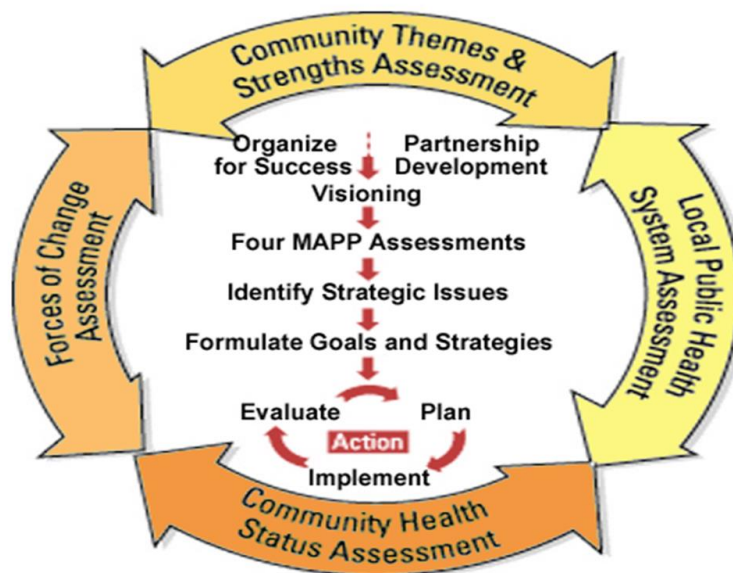 Community Themes &
Strengths Assessment
Organize
for Success
Partnership
Development
Visioning
Four MAPP Assessments
Identify Strategic Issues
Formulate Goals and Strategies
Evaluate
Plan
Action
Implement
Forces of Change
Assessment
Local Public Health
System Assessment
Community Health
Status Assessment